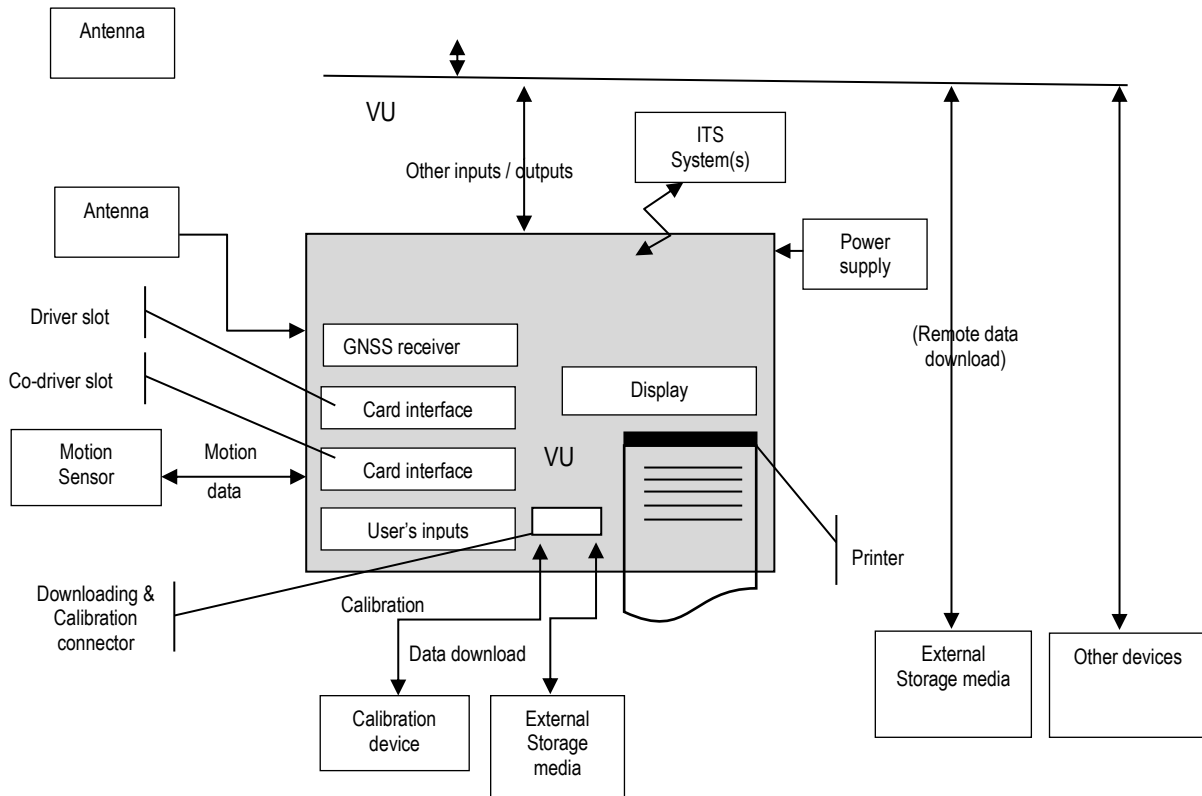 Antenna
VU
ITS
System(s)
Other inputs / outputs
Antenna
Power
supply
Driver slot
(Remote data
download)
GNSS receiver
Co-driver slot
Display
Card interface
Motion
Sensor
Motion
data
Card interface
VU
User's inputs
Printer
Downloading &
Calibration
connector
Calibration
Data download
External
Storage media
Other devices
Calibration
device
External
Storage
media